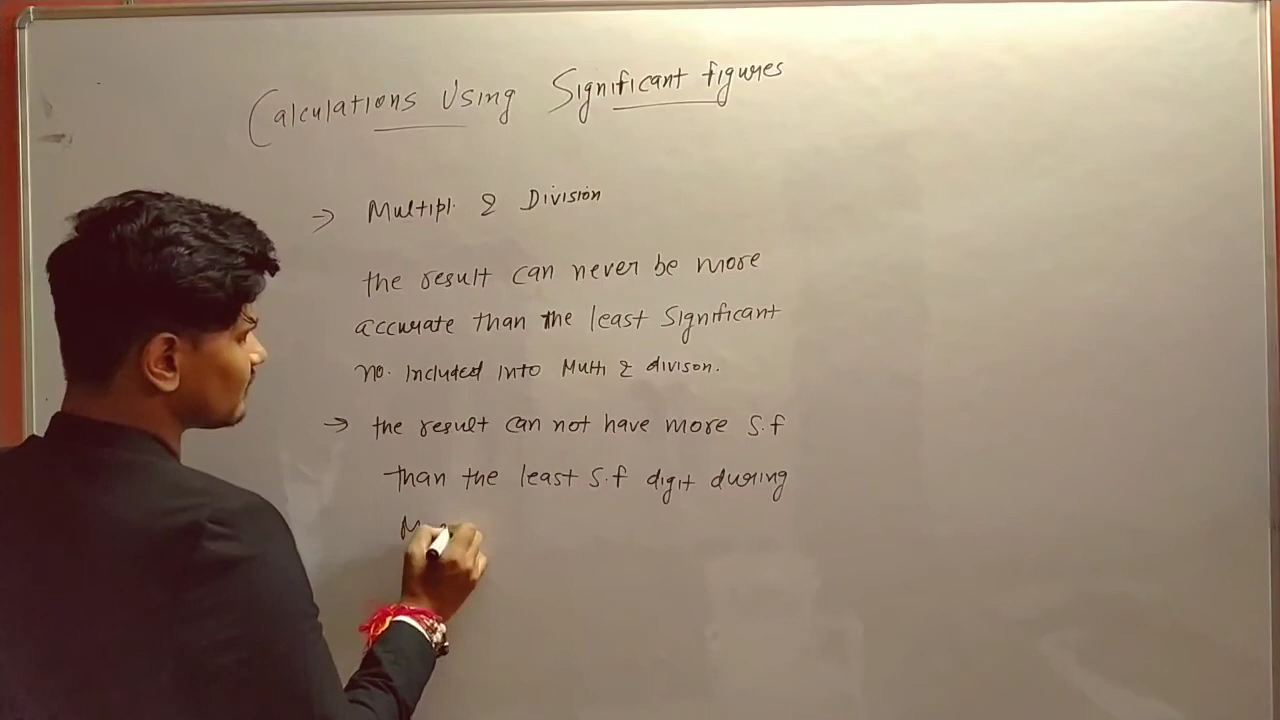 Calculations Using Significant figures
→ Multipl. & Division
the result can never be more
accurate than the least Significant
no. included into Multi & divison.
→ the result can not have more S.f
than the least S.f digit during